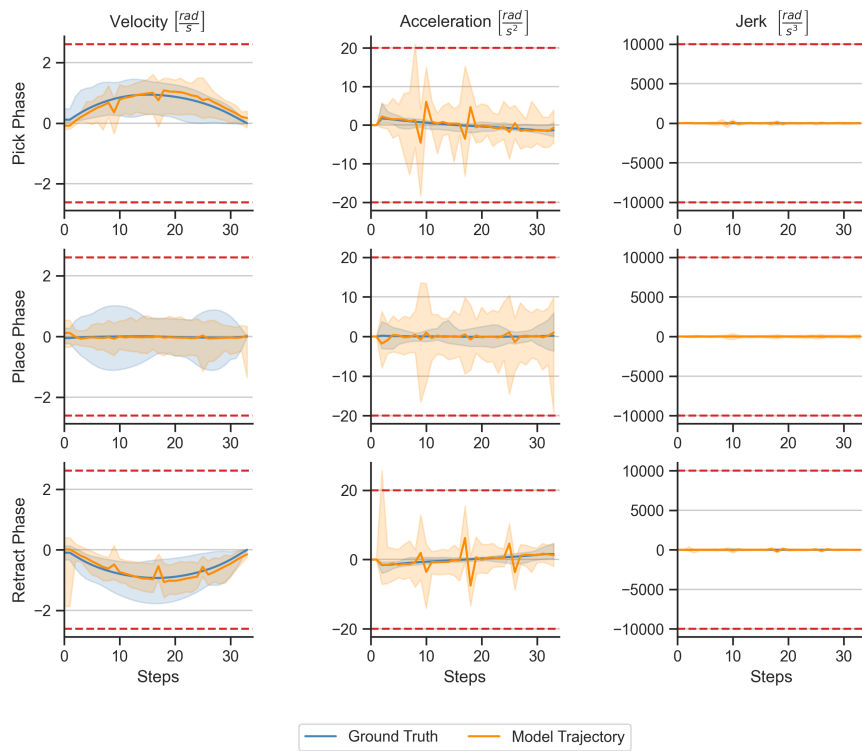 Velocity [rad/s]
Acceleration [rad/s²]
Jerk [rad/s³]
Pick Phase
2
0
−2
0 10 20 30
20
10
0
−10
−20
0 10 20 30
10000
5000
0
−5000
−10000
0 10 20 30
Place Phase
2
0
−2
0 10 20 30
20
10
0
−10
−20
0 10 20 30
10000
5000
0
−5000
−10000
0 10 20 30
Retract Phase
2
0
−2
0 10 20 30
Steps
20
0
−20
0 10 20 30
Steps
10000
5000
0
−5000
−10000
0 10 20 30
Steps
Ground Truth
Model Trajectory